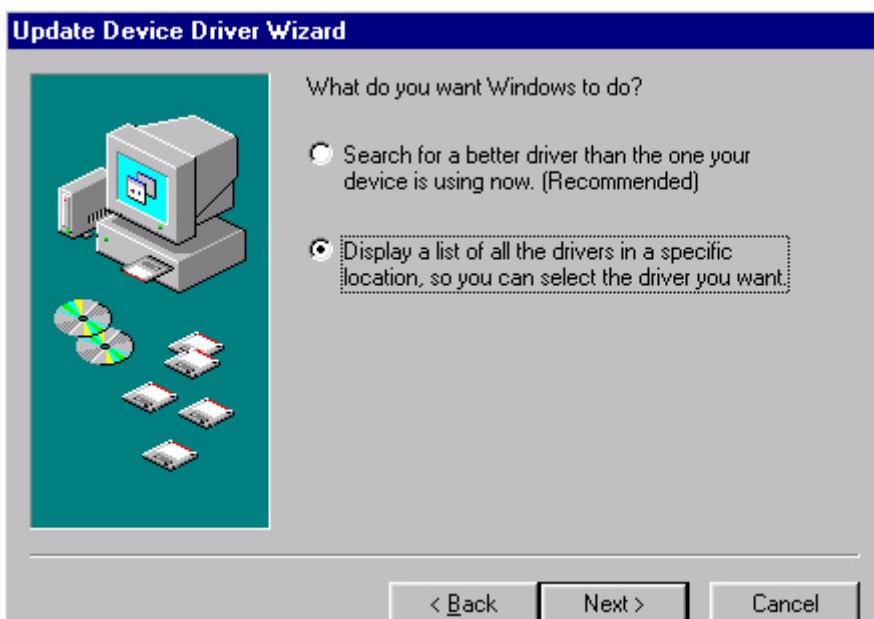 Update Device Driver Wizard
What do you want Windows to do?
Search for a better driver than the one your
device is using now. (Recommended)
Display a list of all the drivers in a specific
location, so you can select the driver you want.
< Back
Next >
Cancel